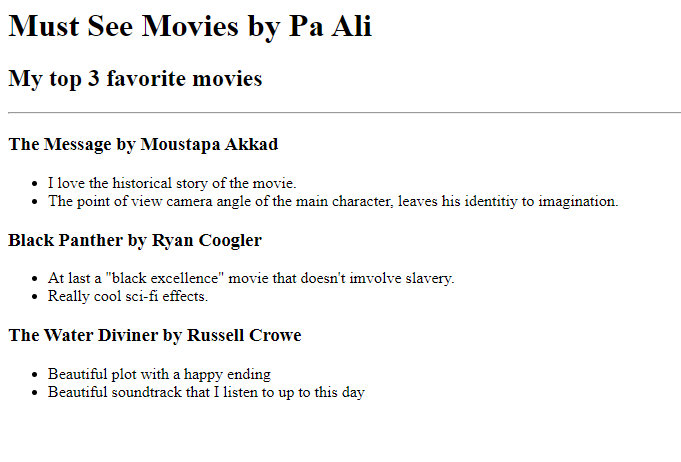 Must See Movies by Pa Ali
My top 3 favorite movies
The Message by Moustapa Akkad
• I love the historical story of the movie.
• The point of view camera angle of the main character, leaves his identitiy to imagination.
Black Panther by Ryan Coogler
• At last a "black excellence" movie that doesn't imvolve slavery.
• Really cool sci-fi effects.
The Water Diviner by Russell Crowe
• Beautiful plot with a happy ending
• Beautiful soundtrack that I listen to up to this day